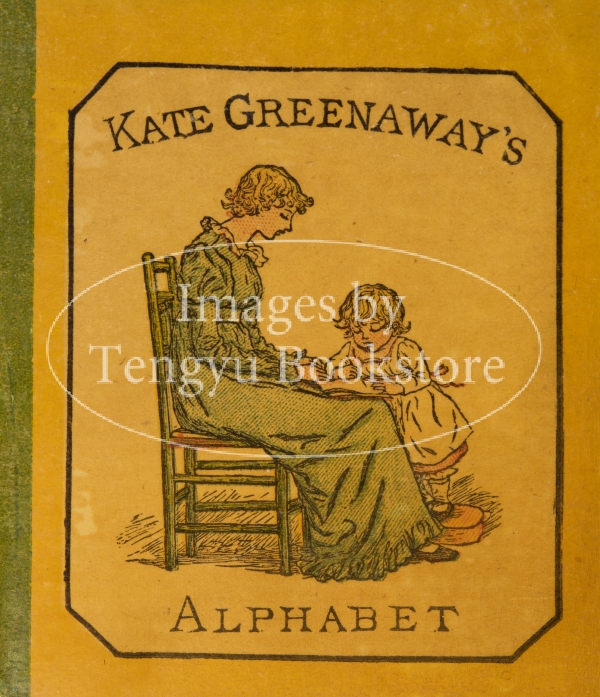 KATE GREENAWAY'S
Images by
Tengyu Bookstore
ALPHABET